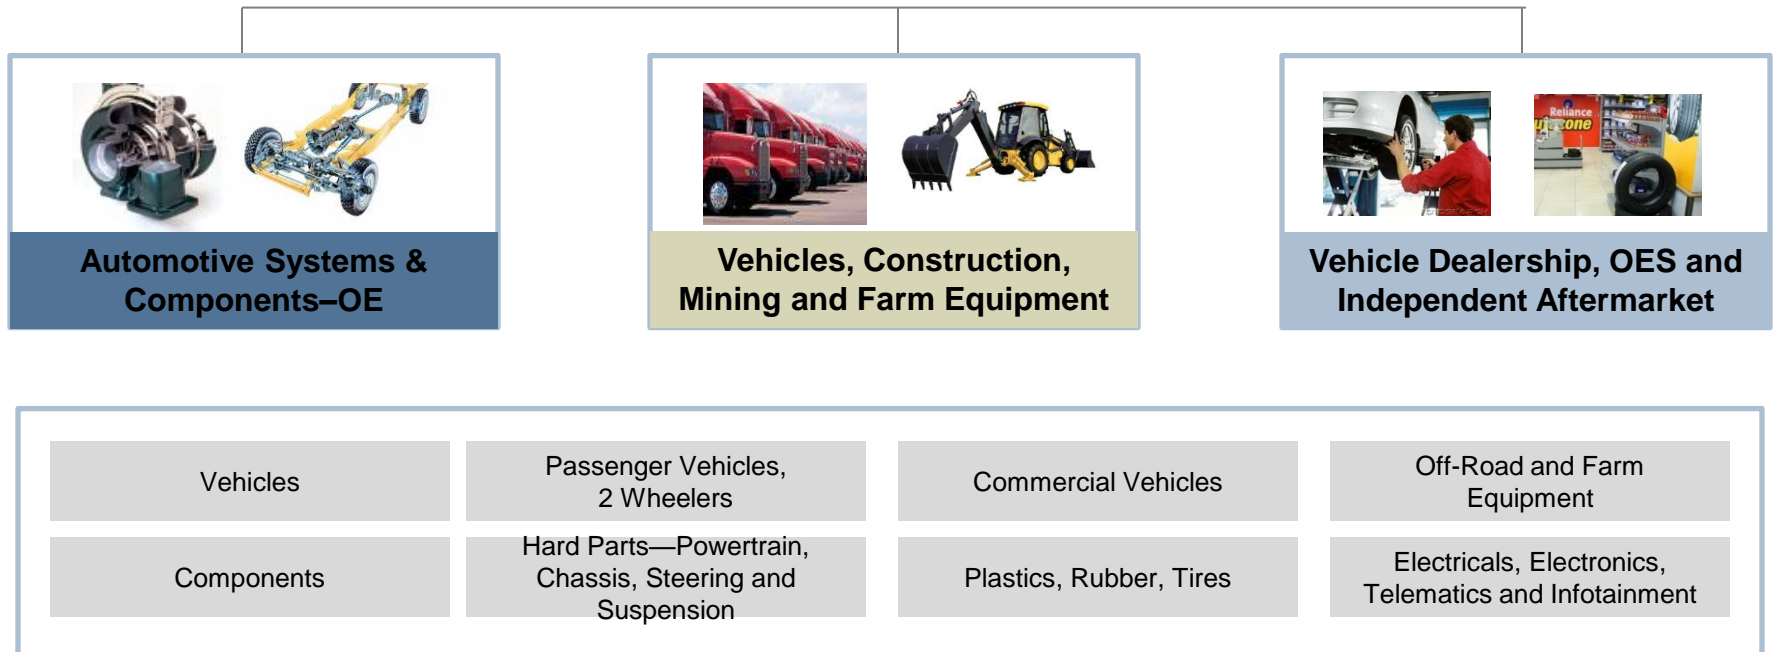 Reliance
Automotive Systems &
Components–OE
Vehicles, Construction,
Mining and Farm Equipment
Vehicle Dealership, OES and
Independent Aftermarket
Vehicles
Passenger Vehicles,
2 Wheelers
Commercial Vehicles
Off-Road and Farm
Equipment
Components
Hard Parts—Powertrain,
Chassis, Steering and
Suspension
Plastics, Rubber, Tires
Electricals, Electronics,
Telematics and Infotainment